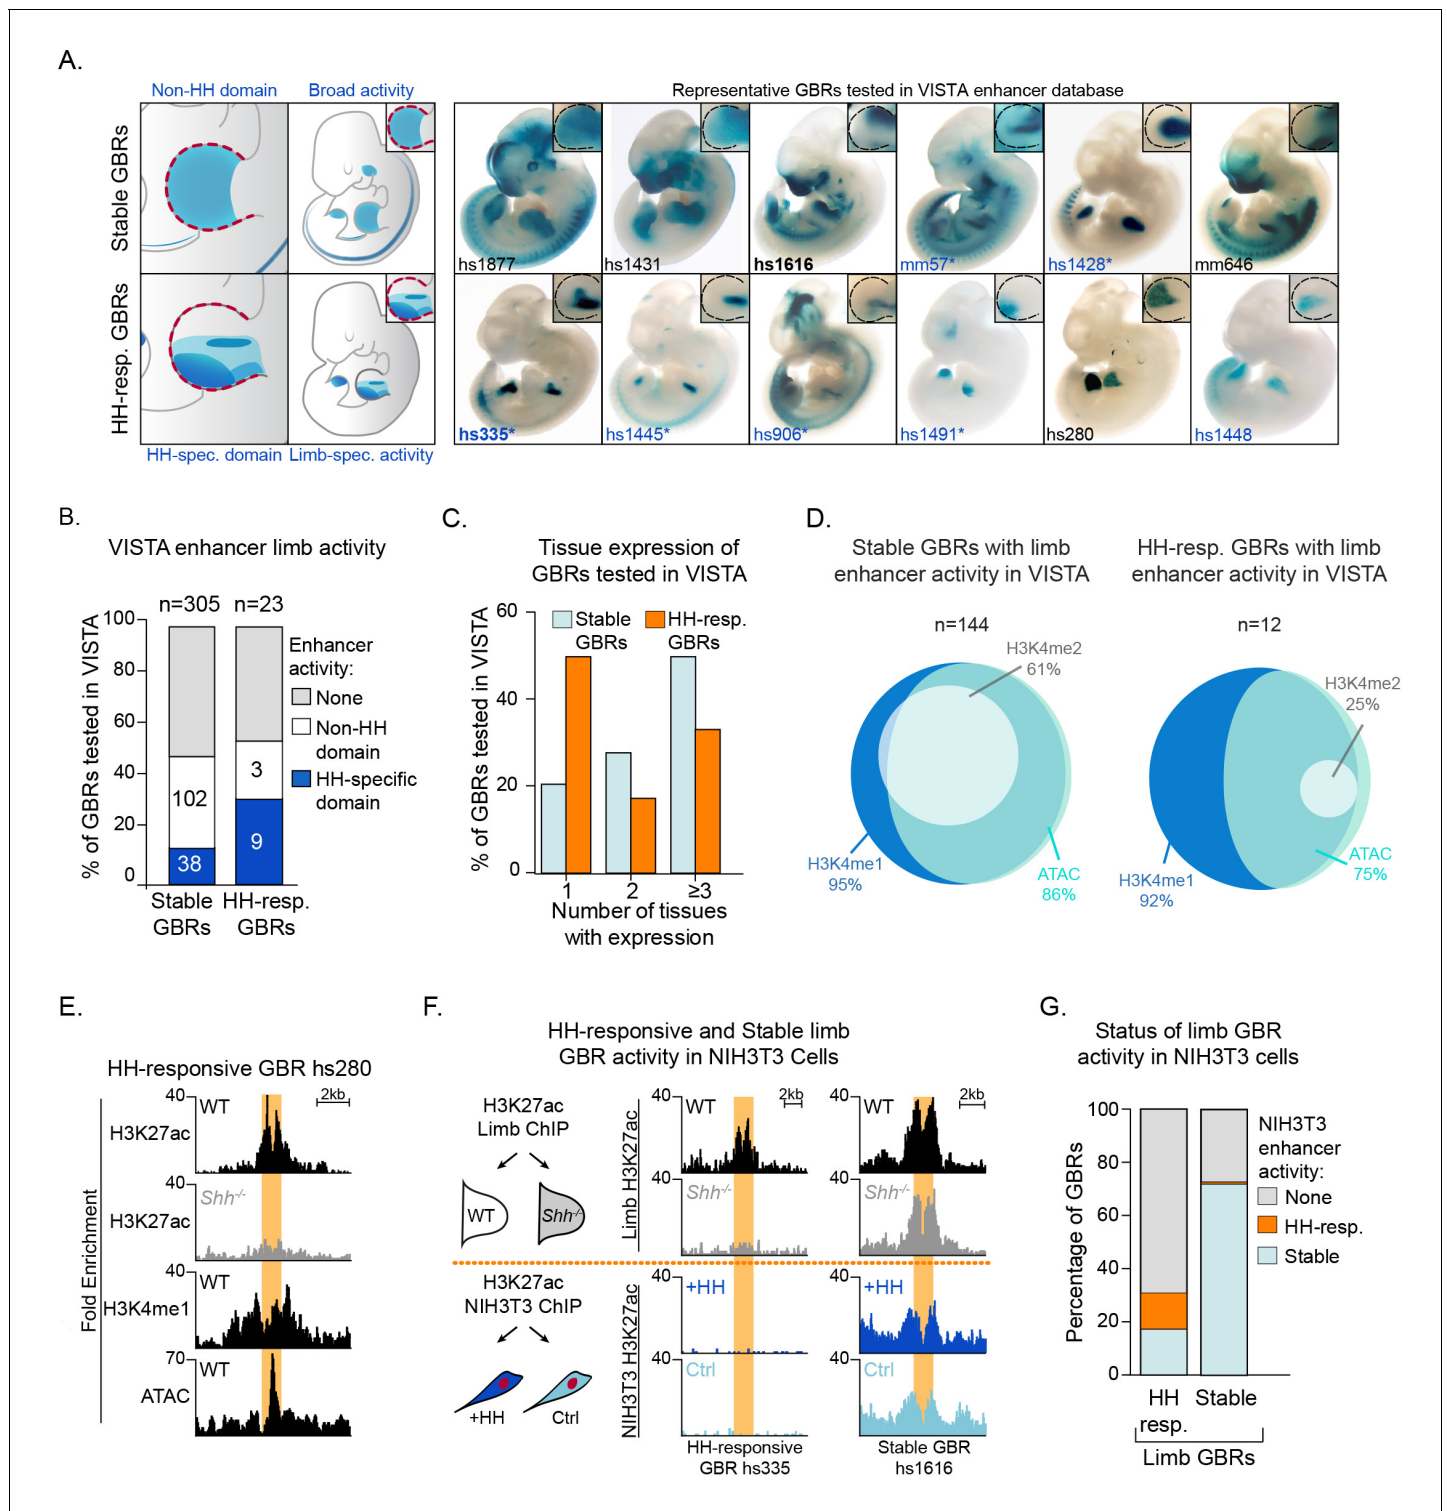 A.
Non-HH domain
Broad activity
Representative GBRs tested in VISTA enhancer database
Stable GBRs
hs1877
hs1431
hs1616
mm57*
hs1428*
mm646
HH-resp. GBRs
hs335*
hs1445*
hs906*
hs1491*
hs280
hs1448
HH-spec. domain
Limb-spec. activity
B.
VISTA enhancer limb activity
n=305
n=23
% of GBRs tested in VISTA
100
80
60
40
20
0
102
38
3
9
Enhancer
activity:
None
Non-HH
domain
HH-specific
domain
Stable
GBRs
HH-resp.
GBRs
C.
Tissue expression of
GBRs tested in VISTA
% of GBRs tested in VISTA
60
40
20
0
Stable
GBRs
HH-resp.
GBRs
1
2
≥3
Number of tissues
with expression
D.
Stable GBRs with limb
enhancer activity in VISTA
n=144
H3K4me2
61%
H3K4me1
95%
ATAC
86%
HH-resp. GBRs with limb
enhancer activity in VISTA
n=12
H3K4me2
25%
H3K4me1
92%
ATAC
75%
E.
HH-responsive GBR hs280
Fold Enrichment
40
WT
2kb
H3K27ac
40
Shh-/-
H3K27ac
40
WT
H3K4me1
70
WT
ATAC
F.
HH-responsive and Stable limb
GBR activity in NIH3T3 Cells
H3K27ac
Limb ChIP
WT
Shh-/-
H3K27ac
NIH3T3 ChIP
+HH
Ctrl
Limb H3K27ac
40
WT
2kb
40
Shh-/-
NIH3T3 H3K27ac
40
+HH
40
Ctrl
HH-responsive
GBR hs335
40
WT
2kb
40
Shh-/-
40
+HH
40
Ctrl
Stable GBR
hs1616
G.
Status of limb GBR
activity in NIH3T3 cells
Percentage of GBRs
100
80
60
40
20
0
NIH3T3
enhancer
activity:
None
HH-resp.
Stable
HH
resp.
Stable
Limb GBRs